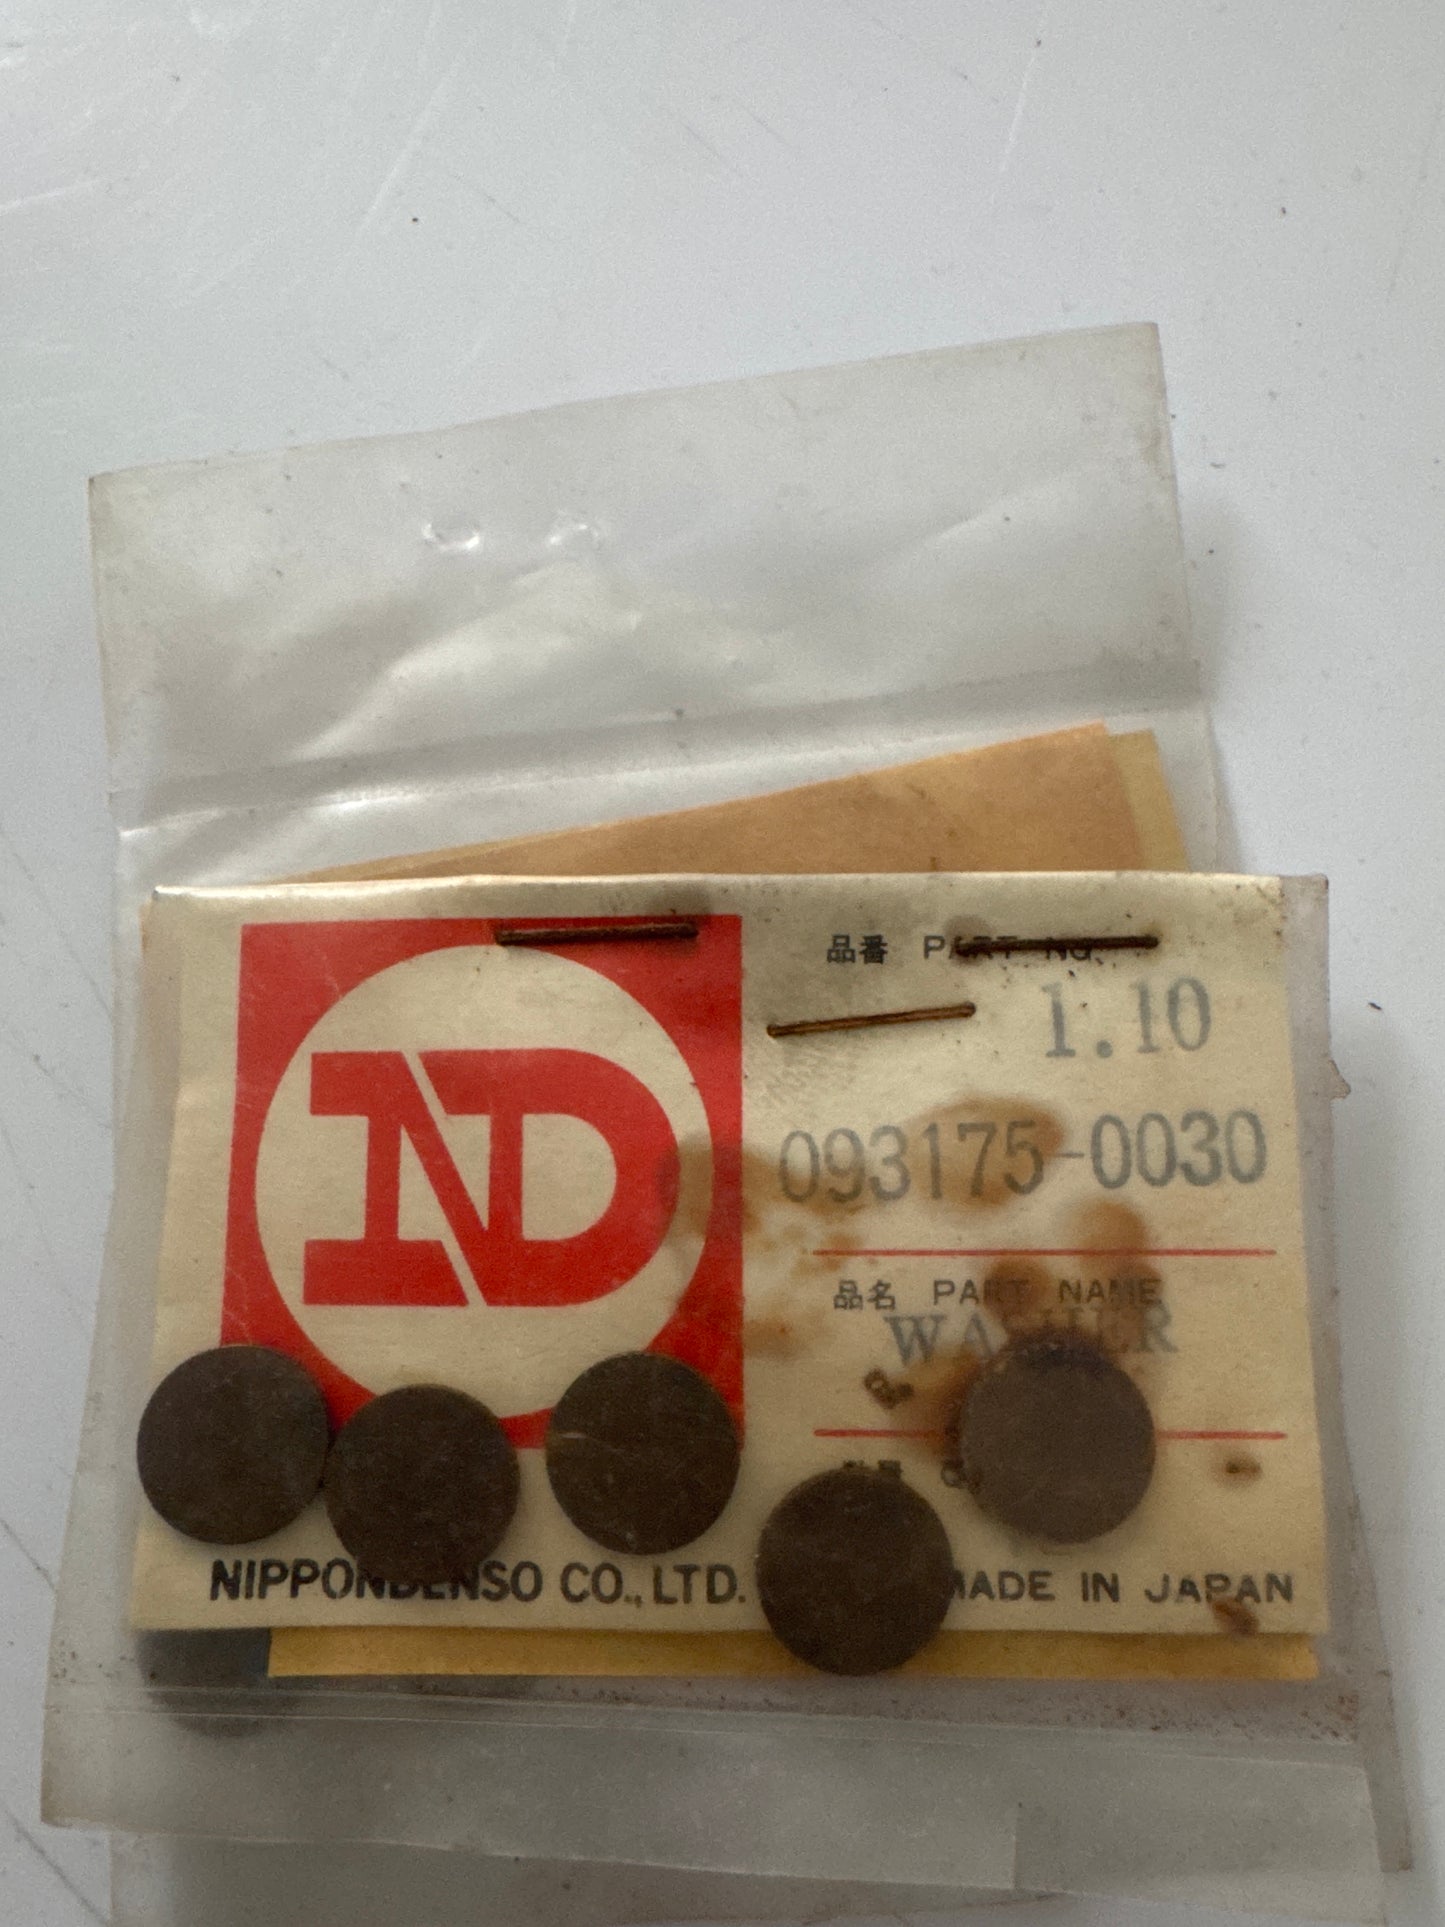 品番 PART NO.
1.10
ND
093175-0030
品名 PART NAME
WASHER
NIPPONDENSO CO., LTD.
MADE IN JAPAN